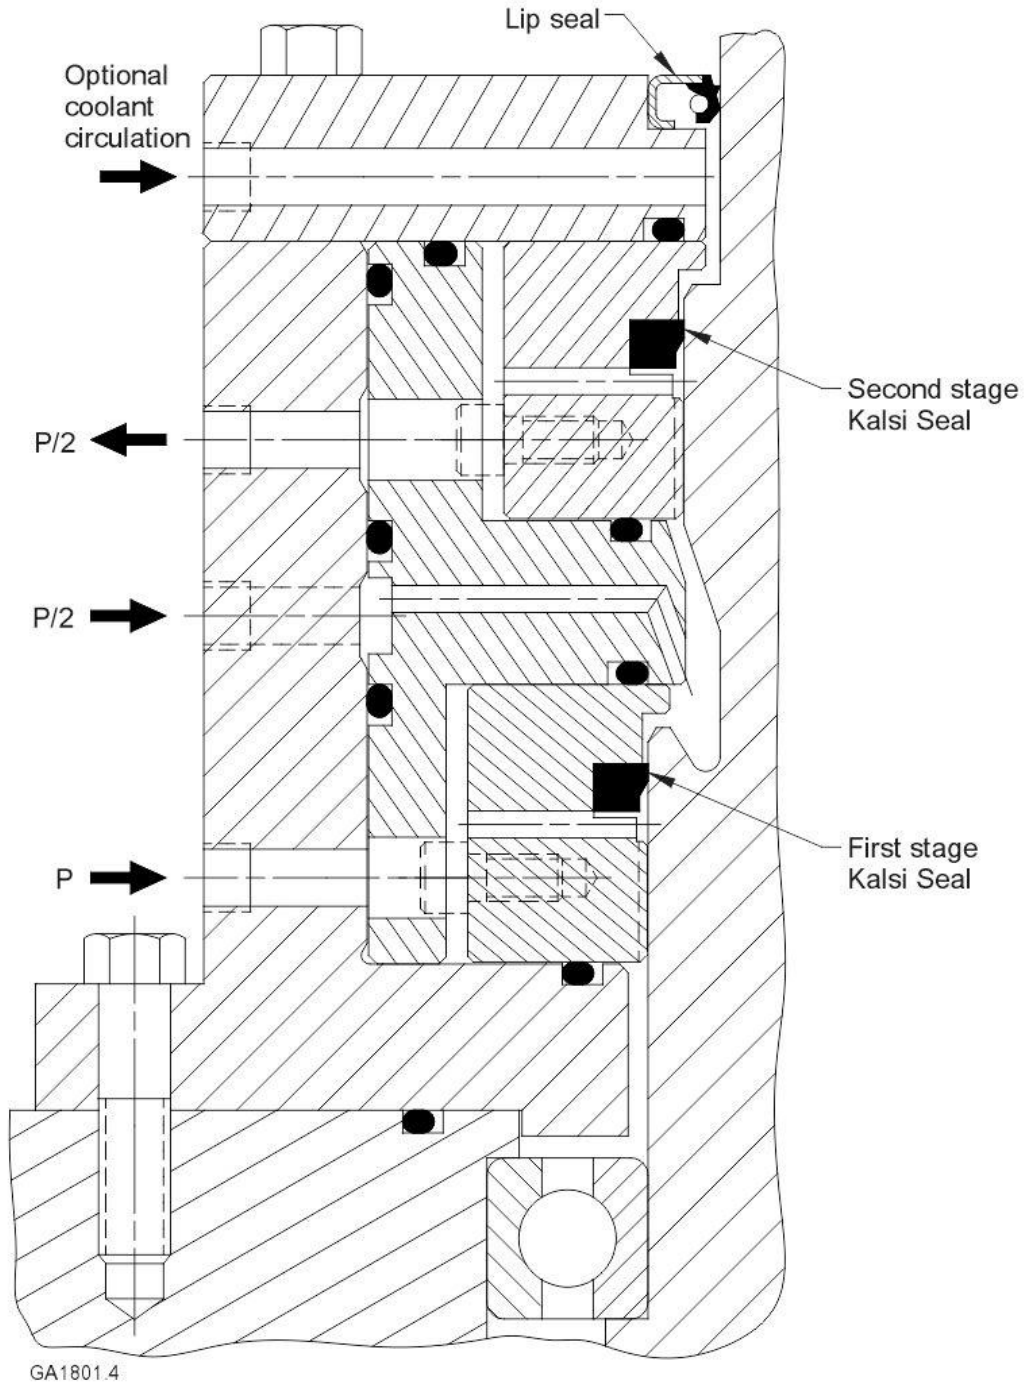 Lip seal
Optional
coolant
circulation
Second stage
Kalsi Seal
P/2
P/2
First stage
Kalsi Seal
P
GA1801.4